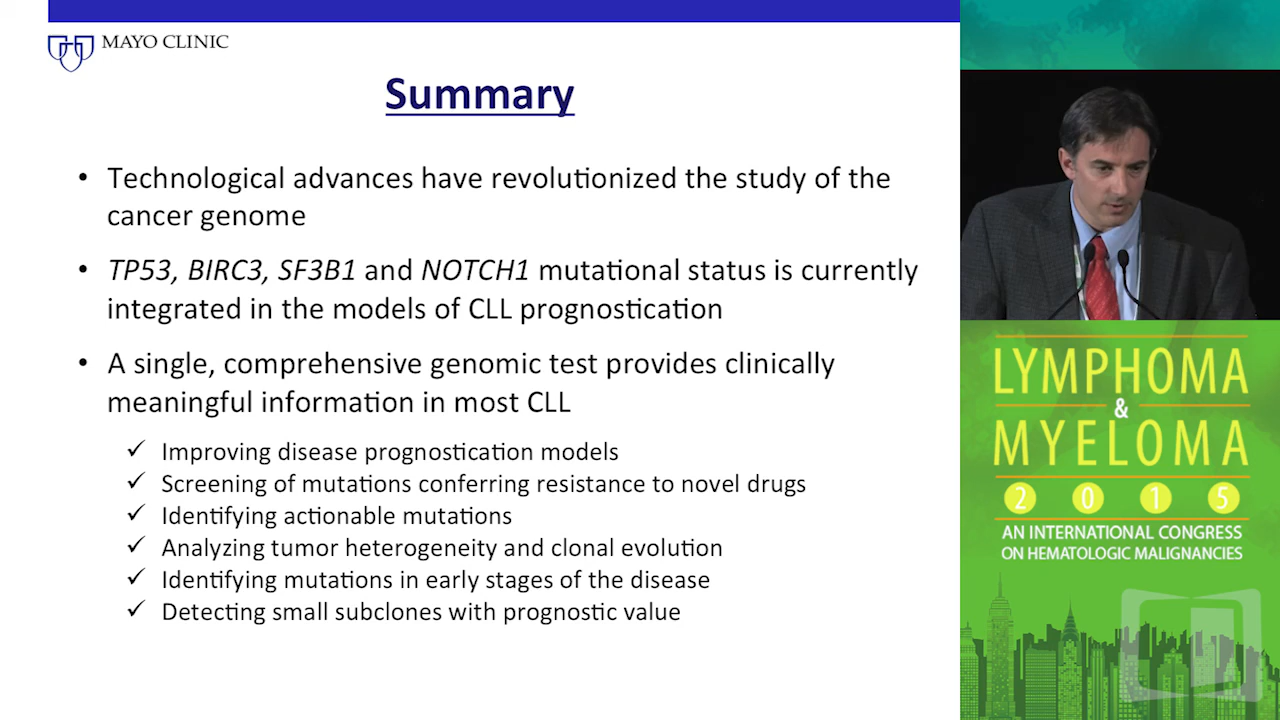 MAYO CLINIC
Summary
• Technological advances have revolutionized the study of the
cancer genome
• TP53, BIRC3, SF3B1 and NOTCH1 mutational status is currently
integrated in the models of CLL prognostication
• A single, comprehensive genomic test provides clinically
meaningful information in most CLL
✓ Improving disease prognostication models
✓ Screening of mutations conferring resistance to novel drugs
✓ Identifying actionable mutations
✓ Analyzing tumor heterogeneity and clonal evolution
✓ Identifying mutations in early stages of the disease
✓ Detecting small subclones with prognostic value
LYMPHOMA
&
MYELOMA
2015
AN INTERNATIONAL CONGRESS
ON HEMATOLOGIC MALIGNANCIES